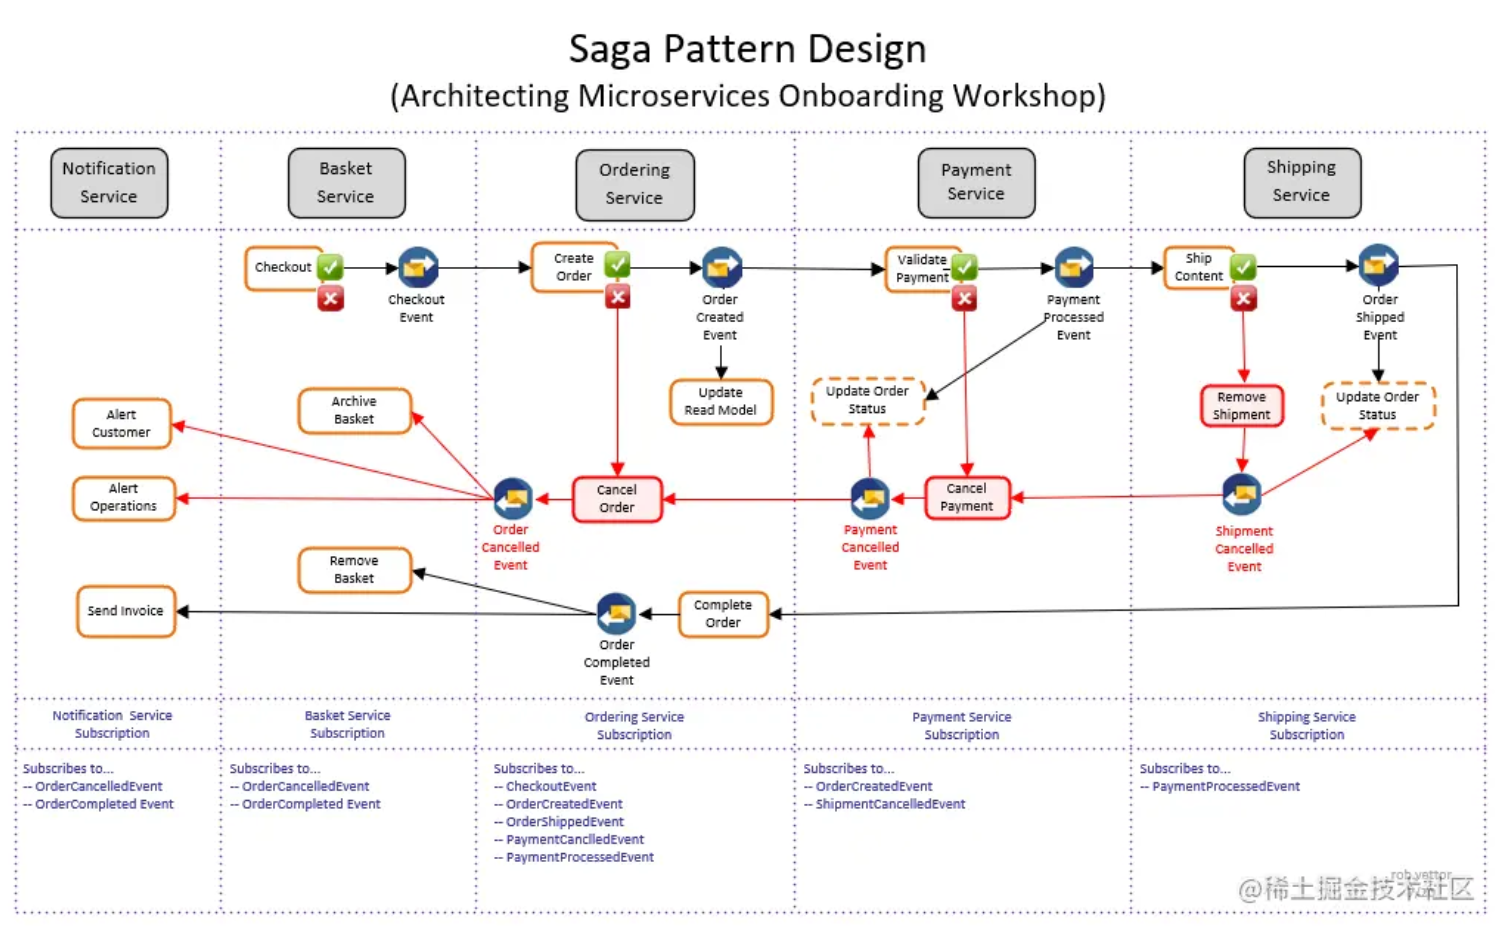 Saga Pattern Design
(Architecting Microservices Onboarding Workshop)
Notification
Service
Basket
Service
Ordering
Service
Payment
Service
Shipping
Service
Checkout
Checkout
Event
Create
Order
Order
Created
Event
Validate
Payment
Payment
Processed
Event
Ship
Content
Order
Shipped
Event
Alert
Customer
Archive
Basket
Update
Read Model
Update Order
Status
Remove
Shipment
Update Order
Status
Alert
Operations
Order
Cancelled
Event
Cancel
Order
Payment
Cancelled
Event
Cancel
Payment
Shipment
Cancelled
Event
Remove
Basket
Send Invoice
Order
Completed
Event
Complete
Order
Notification Service
Subscription
Basket Service
Subscription
Ordering Service
Subscription
Payment Service
Subscription
Shipping Service
Subscription
Subscribes to...
-- OrderCancelledEvent
-- OrderCompleted Event
Subscribes to...
-- OrderCancelledEvent
-- OrderCompleted Event
Subscribes to...
-- CheckoutEvent
-- OrderCreatedEvent
-- OrderShippedEvent
-- PaymentCanclledEvent
-- PaymentProcessedEvent
Subscribes to...
-- OrderCreatedEvent
-- ShipmentCancelledEvent
Subscribes to...
-- PaymentProcessedEvent
rob vettor
@稀土掘金技术社区